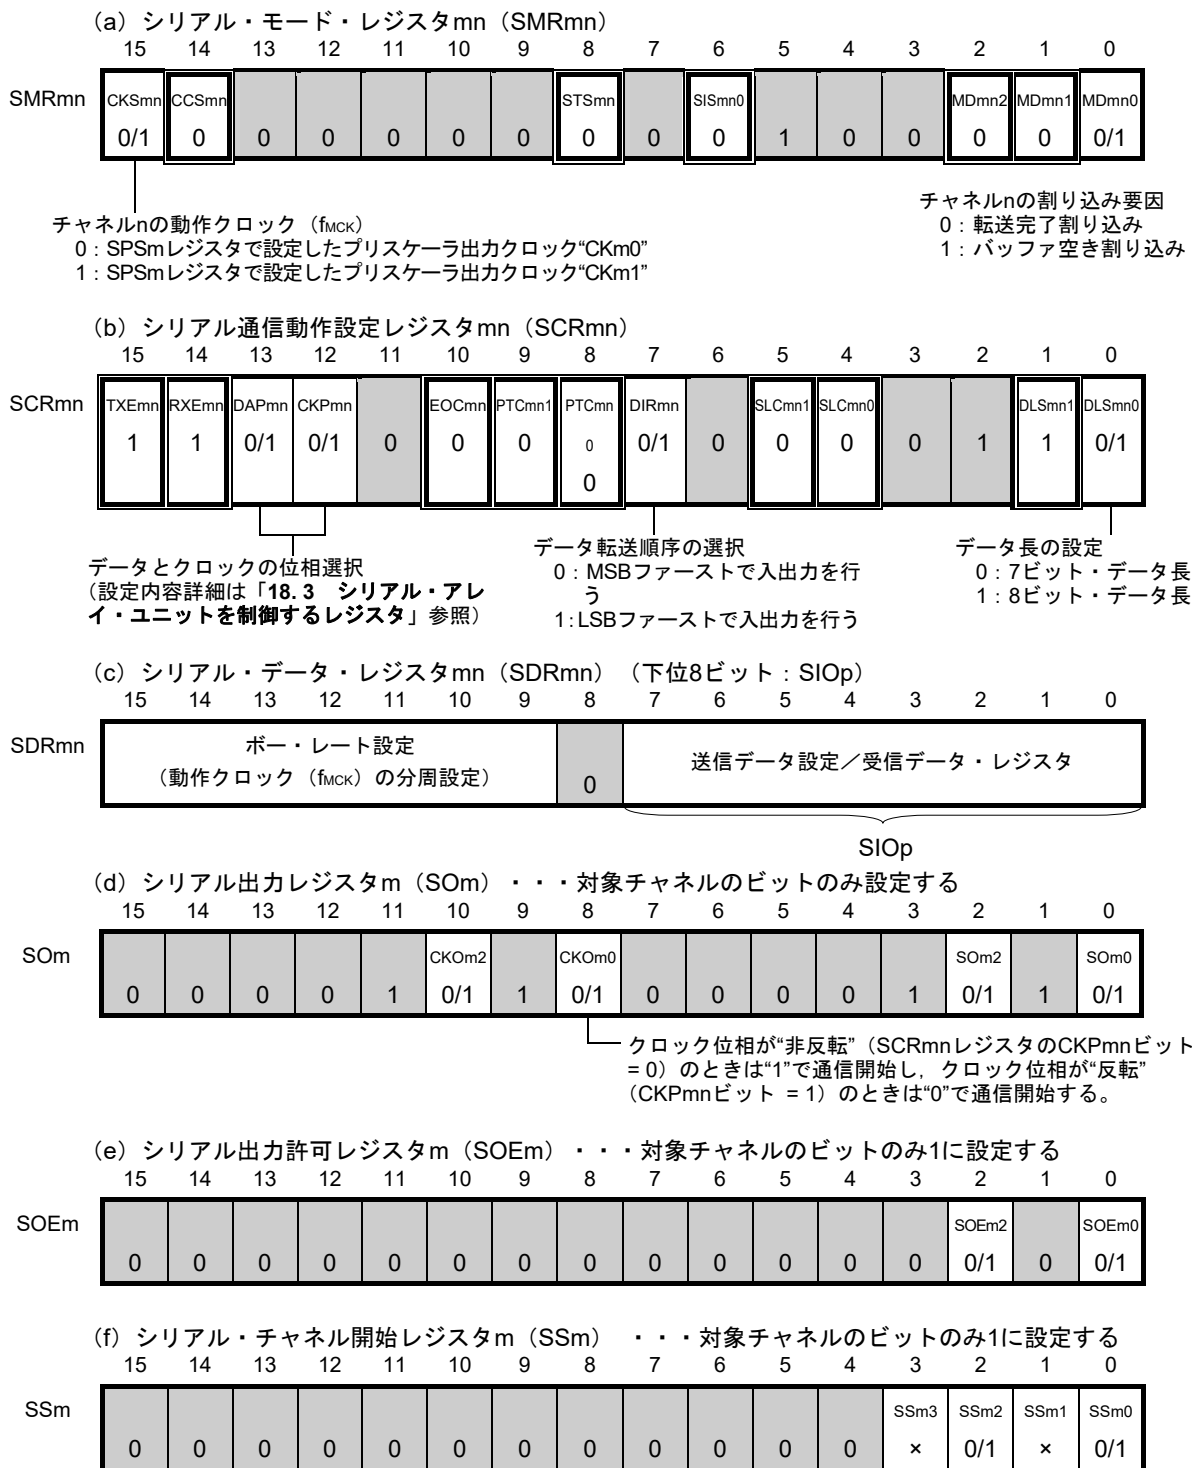 (a) シリアル・モード・レジスタmn (SMRmn)
15 14 13 12 11 10 9 8 7 6 5 4 3 2 1 0
SMRmn
CKSmn CCSmn STSmn SISmn0 MDmn2 MDmn1 MDmn0
0/1 0 0 0 0 0 0 0 0 0 1 0 0 0 0 0/1
チャネルnの動作クロック (fMCK)
0：SPSmレジスタで設定したプリスケーラ出力クロック“CKm0”
1：SPSmレジスタで設定したプリスケーラ出力クロック“CKm1”
チャネルnの割り込み要因
0：転送完了割り込み
1：バッファ空き割り込み
(b) シリアル通信動作設定レジスタmn (SCRmn)
15 14 13 12 11 10 9 8 7 6 5 4 3 2 1 0
SCRmn
TXEmn RXEmn DAPmn CKPmn EOCmn PTCmn1 PTCmn DIRmn SLCmn1 SLCmn0 DLSmn1 DLSmn0
1 1 0/1 0/1 0 0 0 0 0/1 0 0 0 0 1 1 0/1
0
データとクロックの位相選択
（設定内容詳細は「18. 3　シリアル・アレ
イ・ユニットを制御するレジスタ」参照）
データ転送順序の選択
0：MSBファーストで入出力を行
う
1：LSBファーストで入出力を行う
データ長の設定
0：7ビット・データ長
1：8ビット・データ長
(c) シリアル・データ・レジスタmn (SDRmn) （下位8ビット：SIOp）
15 14 13 12 11 10 9 8 7 6 5 4 3 2 1 0
SDRmn
ボー・レート設定
（動作クロック (fMCK) の分周設定）
0
送信データ設定／受信データ・レジスタ
SIOp
(d) シリアル出力レジスタm (SOm) ・・・対象チャネルのビットのみ設定する
15 14 13 12 11 10 9 8 7 6 5 4 3 2 1 0
SOm
CKOm2 CKOm0 SOm2 SOm0
0 0 0 0 1 0/1 1 0/1 0 0 0 0 1 0/1 1 0/1
クロック位相が“非反転”（SCRmnレジスタのCKPmnビット
= 0）のときは“1”で通信開始し，クロック位相が“反転”
（CKPmnビット = 1）のときは“0”で通信開始する。
(e) シリアル出力許可レジスタm (SOEm) ・・・対象チャネルのビットのみ1に設定する
15 14 13 12 11 10 9 8 7 6 5 4 3 2 1 0
SOEm
SOEm2 SOEm0
0 0 0 0 0 0 0 0 0 0 0 0 0 0/1 0 0/1
(f) シリアル・チャネル開始レジスタm (SSm) ・・・対象チャネルのビットのみ1に設定する
15 14 13 12 11 10 9 8 7 6 5 4 3 2 1 0
SSm
SSm3 SSm2 SSm1 SSm0
0 0 0 0 0 0 0 0 0 0 0 0 × 0/1 × 0/1